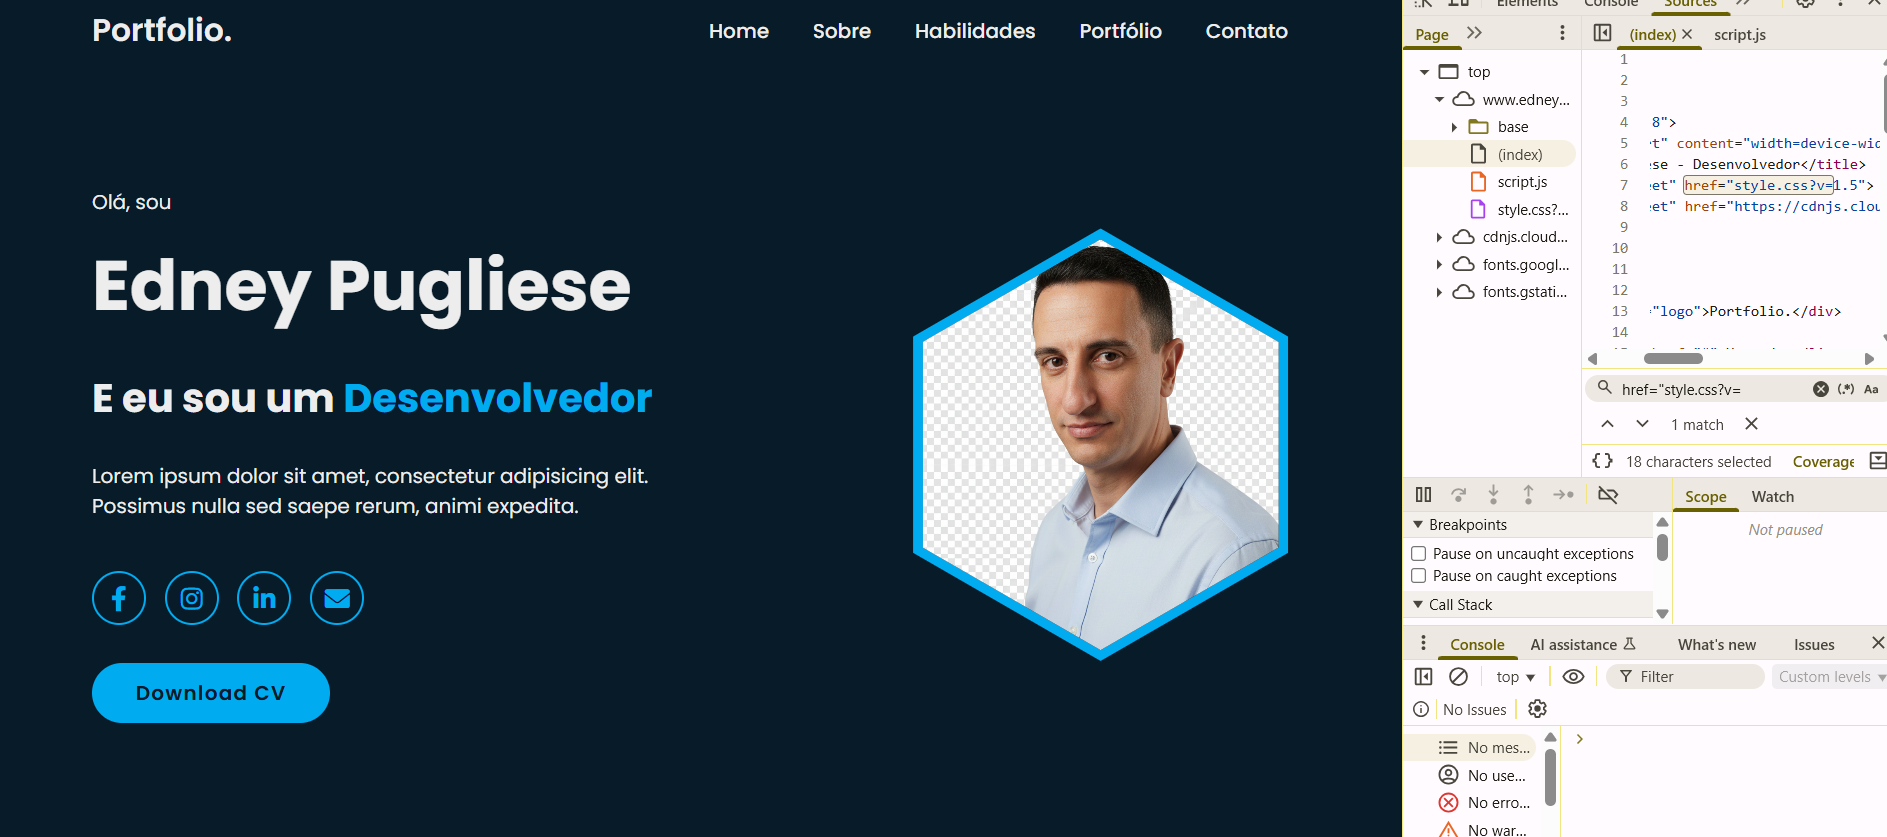 Portfolio.
Home Sobre Habilidades Portfólio Contato
Olá, sou
Edney Pugliese
E eu sou um Desenvolvedor
Lorem ipsum dolor sit amet, consectetur adipisicing elit.
Possimus nulla sed saepe rerum, animi expedita.
Download CV
Elements Console Sources
Page
(index)
script.js
top
www.edney...
base
(index)
script.js
style.css?...
cdnjs.cloud...
fonts.googl...
fonts.gstati...
1
2
3
4 8">
5 rt" content="width=device-wid
6 ese - Desenvolvedor</title>
7 eet" href="style.css?v=1.5">
8 eet" href="https://cdnjs.clou
9
10
11
12
13 ="logo">Portfolio.</div>
14
href="style.css?v=
(.*) Aa
1 match
{} 18 characters selected Coverage
Scope Watch
Not paused
Breakpoints
Pause on uncaught exceptions
Pause on caught exceptions
Call Stack
Console AI assistance What's new Issues
top Filter Custom levels
No Issues
No mes...
No use...
No erro...
No war...